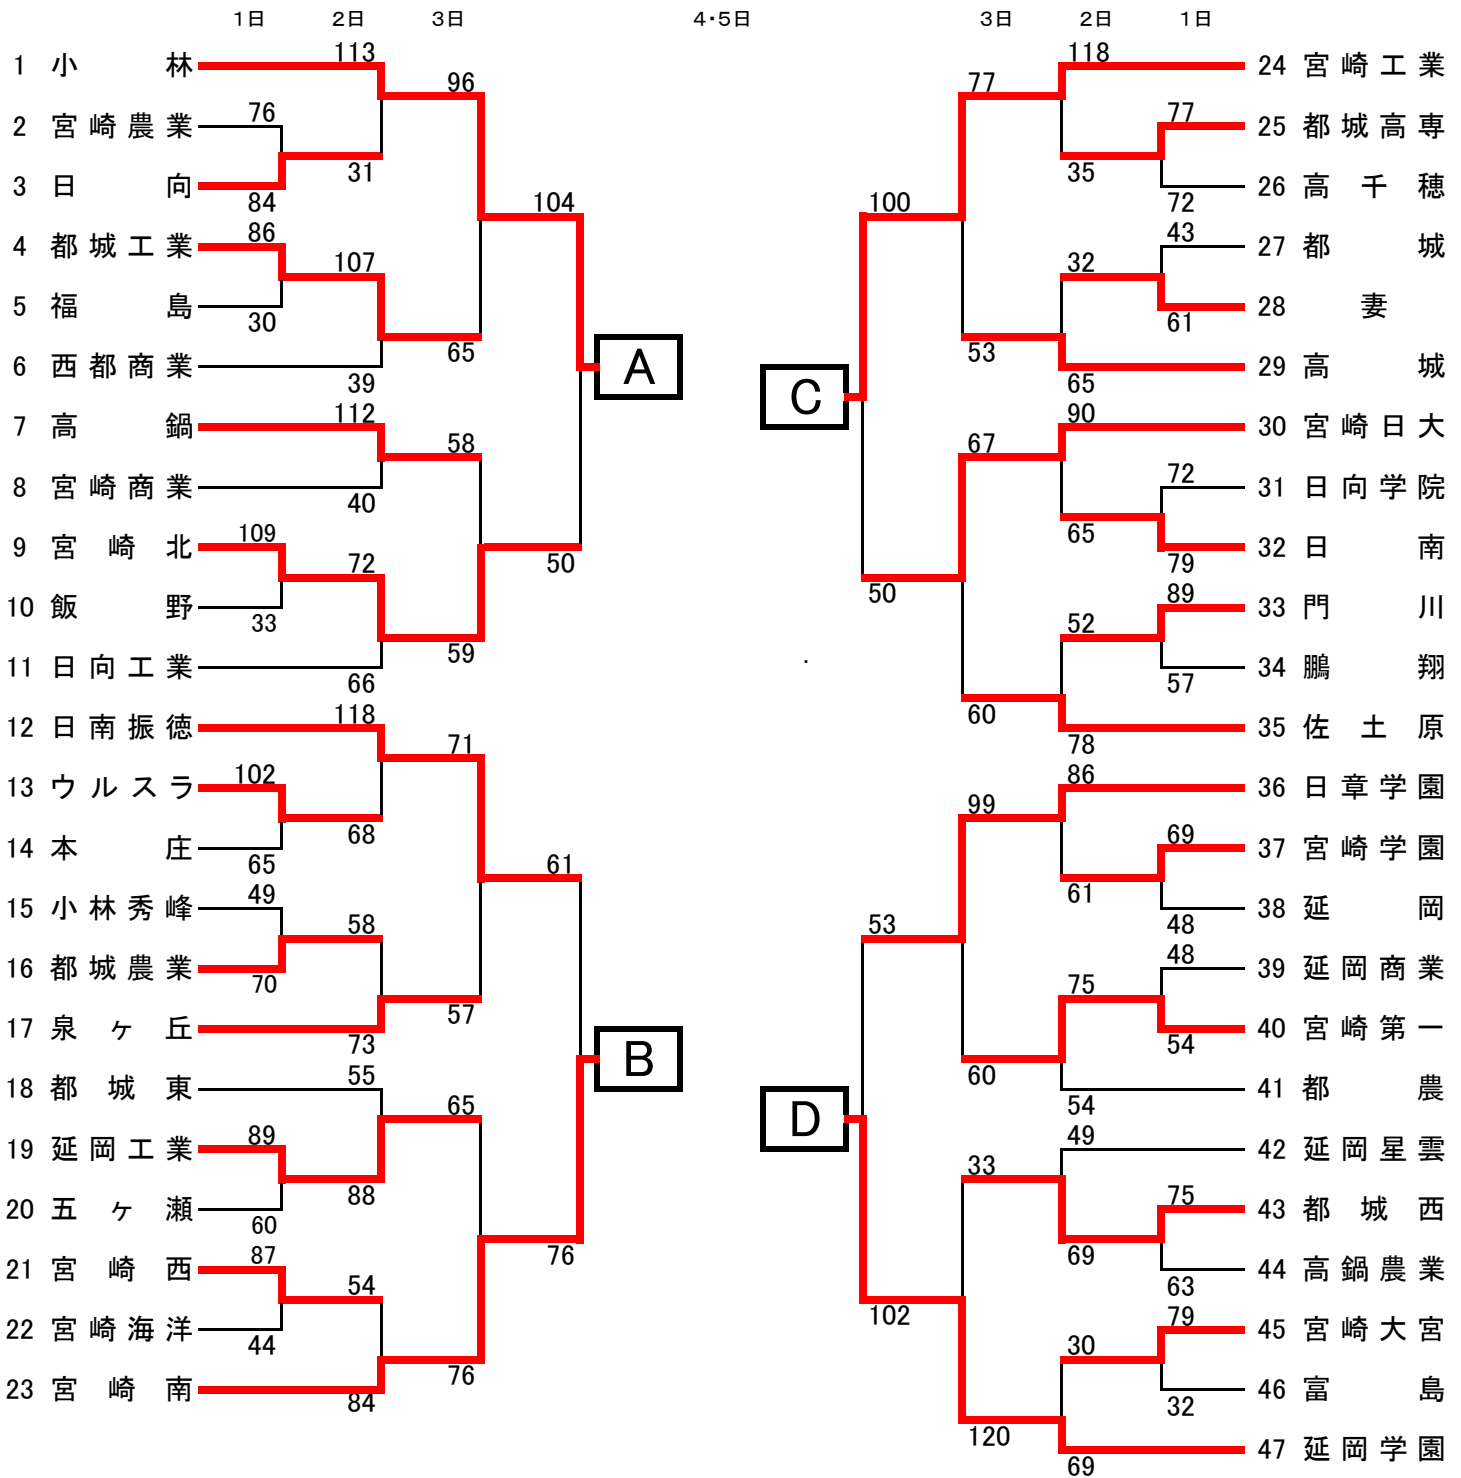 1日 2日 3日 4・5日 3日 2日 1日
113 118
1 小林 96 77 24 宮崎工業
76 77
2 宮崎農業 25 都城高専
31 35
3 日向 26 高千穂
84 104 100 72
86 43
4 都城工業 27 都城
107 32
5 福島 28 妻
30 61
65 A 53
6 西都商業 29 高城
39 C 65
112 90
7 高鍋 58 67 30 宮崎日大
72
8 宮崎商業 31 日向学院
40
109 65
9 宮崎北 32 日南
72 50 79
50 89
10 飯野 33 門川
33 52
59
11 日向工業 . 34 鵬翔
66 57
118 60
12 日南振徳 35 佐土原
71 78
102 86
13 ウルスラ 36 日章学園
68 99
69
14 本庄 37 宮崎学園
65 61 61
49
15 小林秀峰 38 延岡
58 53 48
48
16 都城農業 39 延岡商業
70 75
57
17 泉ヶ丘 40 宮崎第一
73 B 54
55 60
18 都城東 41 都農
65 D 54
89 49
19 延岡工業 42 延岡星雲
88 33
75
20 五ヶ瀬 43 都城西
60
87 76 69
21 宮崎西 44 高鍋農業
54 63
102 79
22 宮崎海洋 45 宮崎大宮
44 30
76
23 宮崎南 46 富島
84 32
120
47 延岡学園
69